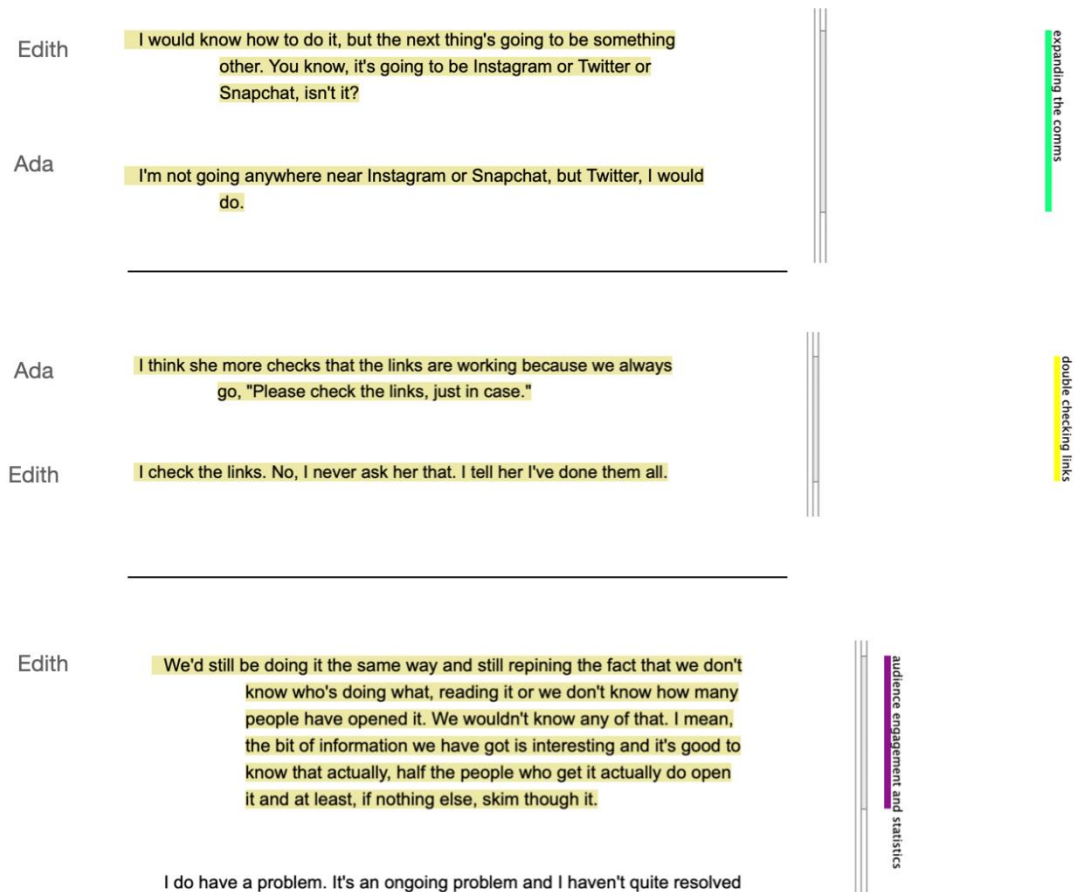 Edith
I would know how to do it, but the next thing's going to be something
other. You know, it's going to be Instagram or Twitter or
Snapchat, isn't it?
expanding the comms
Ada
I'm not going anywhere near Instagram or Snapchat, but Twitter, I would
do.
Ada
I think she more checks that the links are working because we always
go, "Please check the links, just in case."
double checking links
Edith
I check the links. No, I never ask her that. I tell her I've done them all.
Edith
We'd still be doing it the same way and still repining the fact that we don't
know who's doing what, reading it or we don't know how many
people have opened it. We wouldn't know any of that. I mean,
the bit of information we have got is interesting and it's good to
know that actually, half the people who get it actually do open
it and at least, if nothing else, skim though it.
audience engagement and statistics
I do have a problem. It's an ongoing problem and I haven't quite resolved